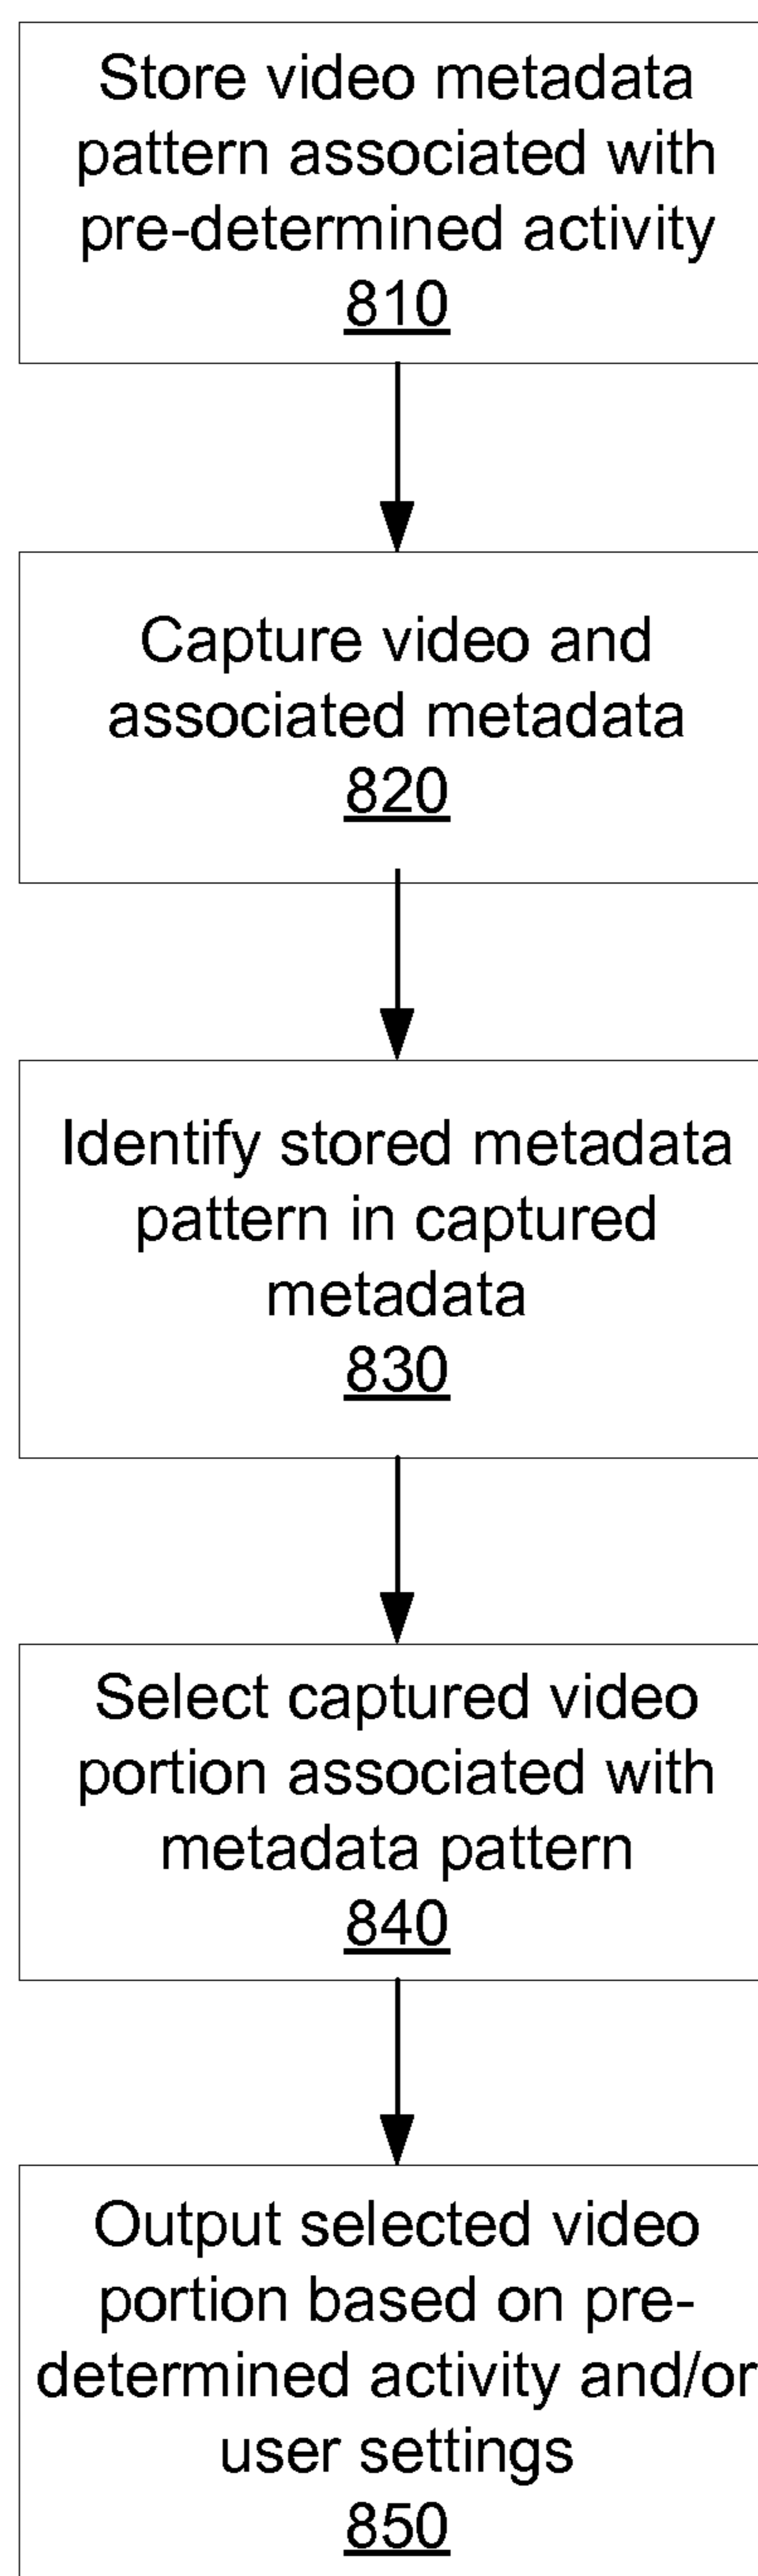 Store video metadata
pattern associated with
pre-determined activity
810
Capture video and
associated metadata
820
Identify stored metadata
pattern in captured
metadata
830
Select captured video
portion associated with
metadata pattern
840
Output selected video
portion based on pre-
determined activity and/or
user settings
850